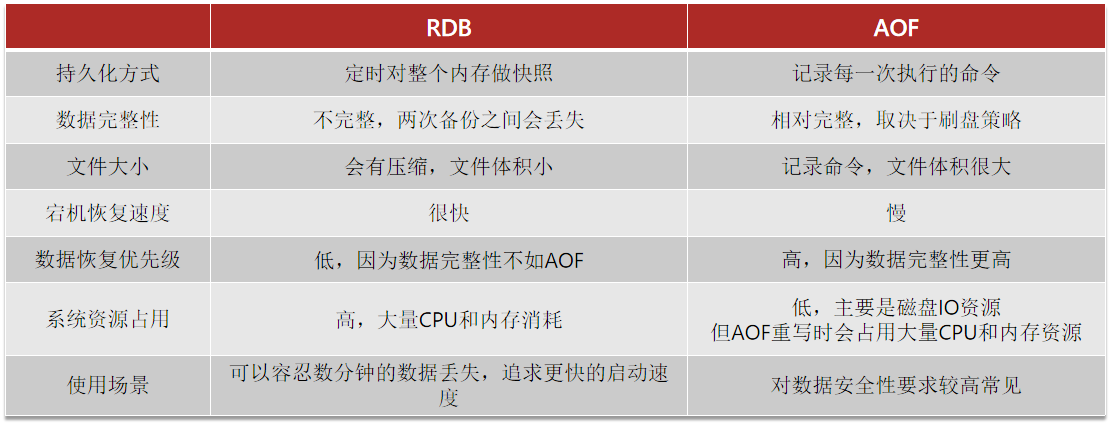 RDB AOF
持久化方式 定时对整个内存做快照 记录每一次执行的命令
数据完整性 不完整，两次备份之间会丢失 相对完整，取决于刷盘策略
文件大小 会有压缩，文件体积小 记录命令，文件体积很大
宕机恢复速度 很快 慢
数据恢复优先级 低，因为数据完整性不如AOF 高，因为数据完整性更高
系统资源占用 高，大量CPU和内存消耗 低，主要是磁盘IO资源
但AOF重写时会占用大量CPU和内存资源
使用场景 可以容忍数分钟的数据丢失，追求更快的启动速
度 对数据安全性要求较高常见